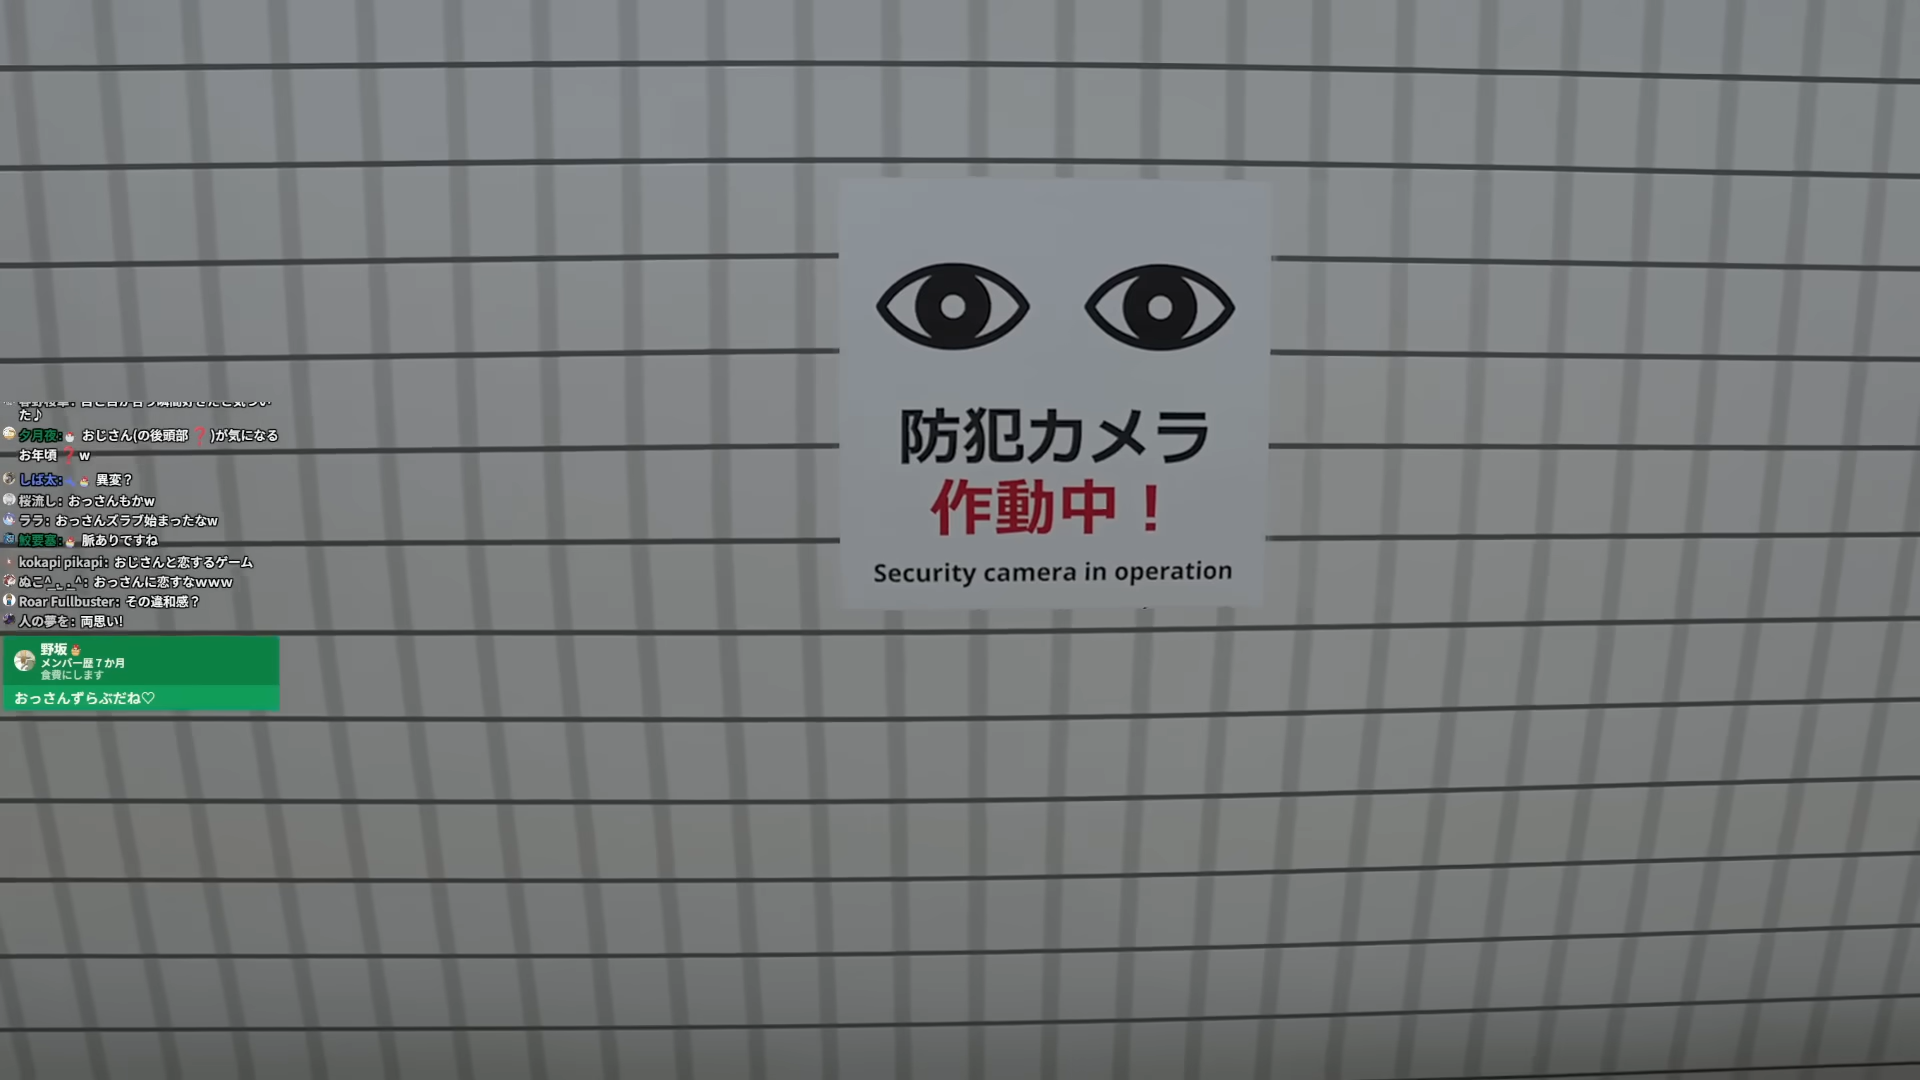 た♪
夕月夜: おじさん(の後頭部❓)が気になる
お年頃❓w
しば太: 異変?
桜流し: おっさんもかw
ララ: おっさんズラブ始まったなw
鮫要塞: 脈ありですね
kokapi pikapi: おじさんと恋するゲーム
ぬこ^._.^: おっさんに恋すなwww
Roar Fullbuster: その違和感?
人の夢を: 両思い!
野坂
メンバー歴7か月
食費にします
おっさんずらぶだね♡
防犯カメラ
作動中!
Security camera in operation